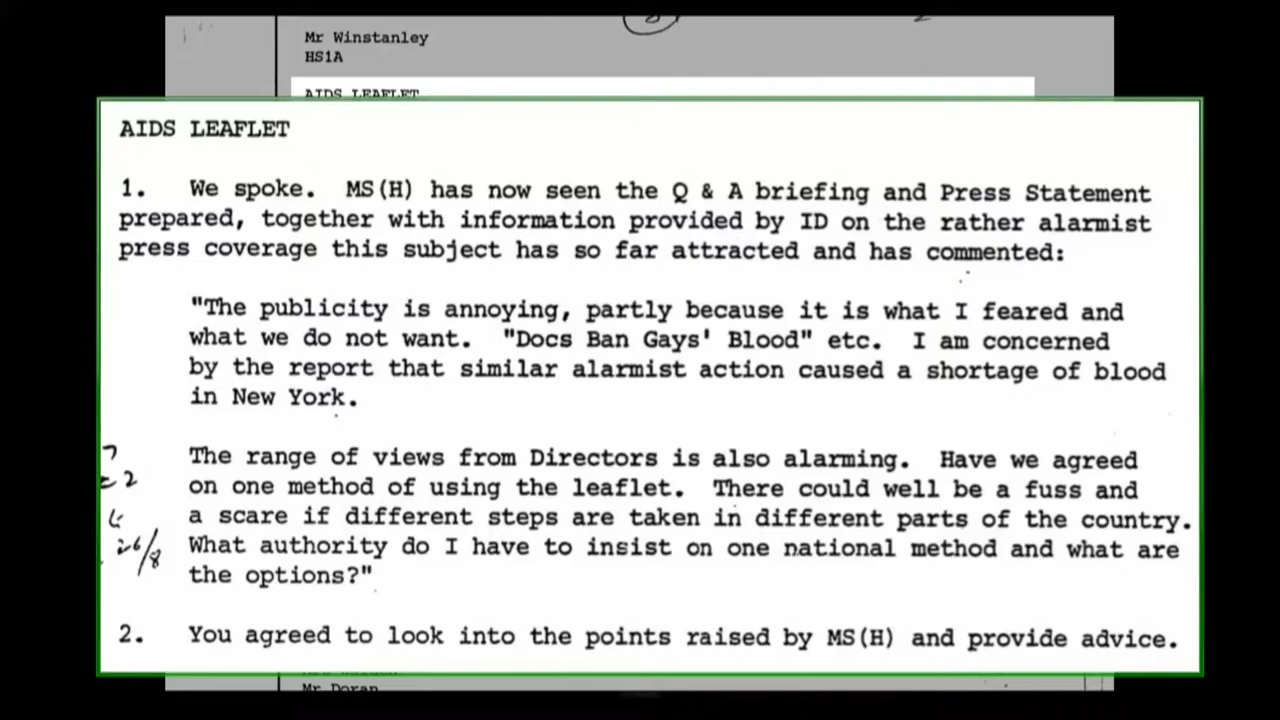 Mr Winstanley
HS1A
AIDS LEAFLET
AIDS LEAFLET
1. We spoke. MS(H) has now seen the Q & A briefing and Press Statement
prepared, together with information provided by ID on the rather alarmist
press coverage this subject has so far attracted and has commented:
"The publicity is annoying, partly because it is what I feared and
what we do not want. "Docs Ban Gays' Blood" etc. I am concerned
by the report that similar alarmist action caused a shortage of blood
in New York.
The range of views from Directors is also alarming. Have we agreed
on one method of using the leaflet. There could well be a fuss and
a scare if different steps are taken in different parts of the country.
26/8 What authority do I have to insist on one national method and what are
the options?"
2. You agreed to look into the points raised by MS(H) and provide advice.
Mr Doran